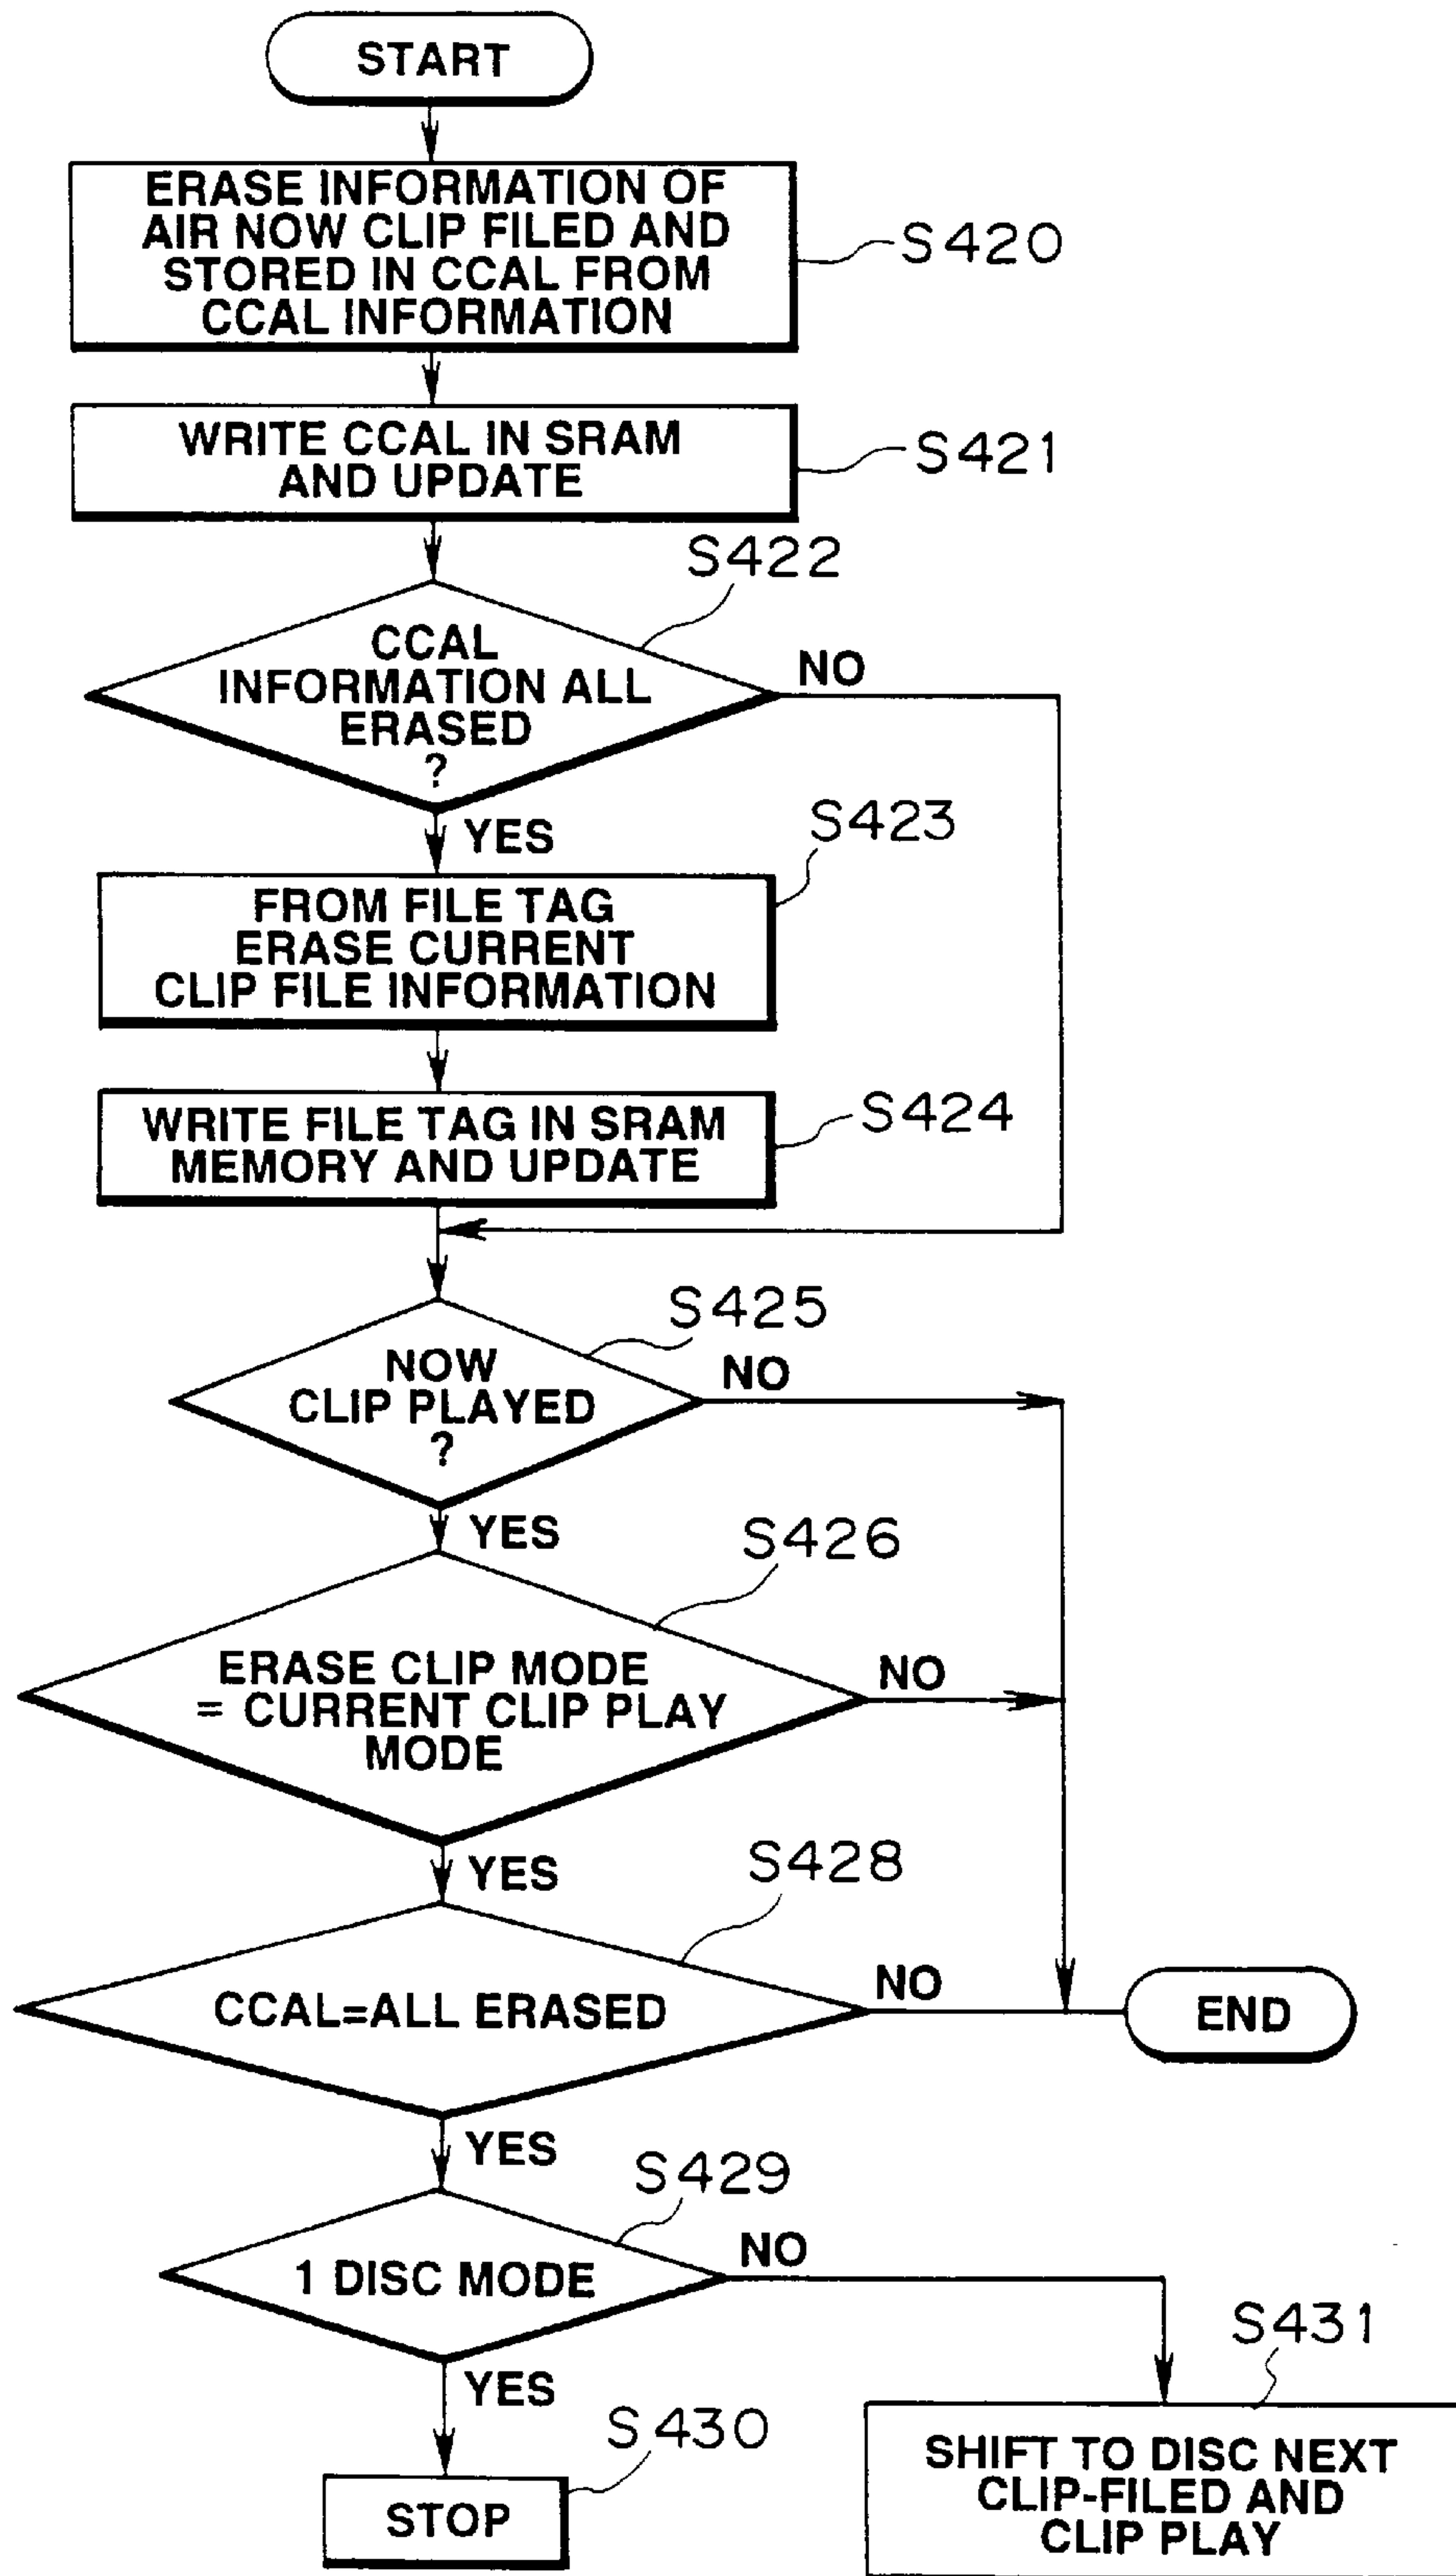 START
ERASE INFORMATION OF
AIR NOW CLIP FILED AND
STORED IN CCAL FROM
CCAL INFORMATION
S420
WRITE CCAL IN SRAM
AND UPDATE
S421
S422
CCAL
INFORMATION ALL
ERASED
?
NO
YES
S423
FROM FILE TAG
ERASE CURRENT
CLIP FILE INFORMATION
WRITE FILE TAG IN SRAM
MEMORY AND UPDATE
S424
S425
NOW
CLIP PLAYED
?
NO
YES
S426
ERASE CLIP MODE
= CURRENT CLIP PLAY
MODE
NO
YES
S428
CCAL=ALL ERASED
NO
END
YES
S429
1 DISC MODE
NO
YES
S431
S430
STOP
SHIFT TO DISC NEXT
CLIP-FILED AND
CLIP PLAY